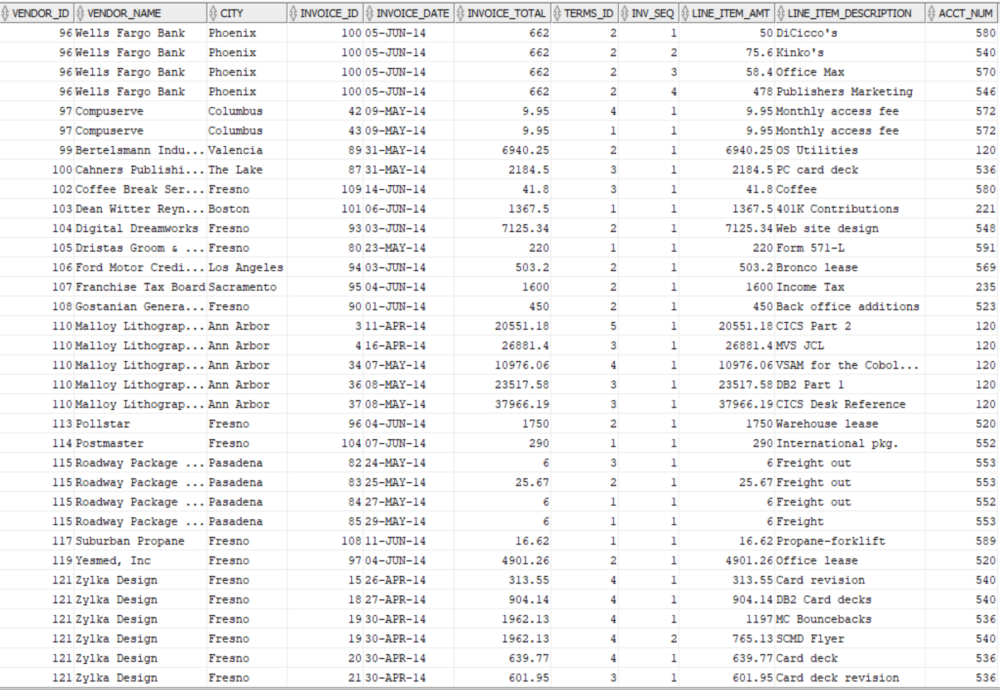 VENDOR_ID VENDOR_NAME CITY INVOICE_ID INVOICE_DATE INVOICE_TOTAL TERMS_ID INV_SEQ LINE_ITEM_AMT LINE_ITEM_DESCRIPTION ACCT_NUM
96 Wells Fargo Bank Phoenix 100 05-JUN-14 662 2 1 50 DiCicco's 580
96 Wells Fargo Bank Phoenix 100 05-JUN-14 662 2 2 75.6 Kinko's 540
96 Wells Fargo Bank Phoenix 100 05-JUN-14 662 2 3 58.4 Office Max 570
96 Wells Fargo Bank Phoenix 100 05-JUN-14 662 2 4 478 Publishers Marketing 546
97 Compuserve Columbus 42 09-MAY-14 9.95 4 1 9.95 Monthly access fee 572
97 Compuserve Columbus 43 09-MAY-14 9.95 1 1 9.95 Monthly access fee 572
99 Bertelsmann Indu... Valencia 89 31-MAY-14 6940.25 2 1 6940.25 OS Utilities 120
100 Cahners Publishi... The Lake 87 31-MAY-14 2184.5 3 1 2184.5 PC card deck 536
102 Coffee Break Ser... Fresno 109 14-JUN-14 41.8 3 1 41.8 Coffee 580
103 Dean Witter Reyn... Boston 101 06-JUN-14 1367.5 1 1 1367.5 401K Contributions 221
104 Digital Dreamworks Fresno 93 03-JUN-14 7125.34 2 1 7125.34 Web site design 548
105 Dristas Groom & ... Fresno 80 23-MAY-14 220 1 1 220 Form 571-L 591
106 Ford Motor Credi... Los Angeles 94 03-JUN-14 503.2 2 1 503.2 Bronco lease 569
107 Franchise Tax Board Sacramento 95 04-JUN-14 1600 2 1 1600 Income Tax 235
108 Gostanian Genera... Fresno 90 01-JUN-14 450 2 1 450 Back office additions 523
110 Malloy Lithograp... Ann Arbor 3 11-APR-14 20551.18 5 1 20551.18 CICS Part 2 120
110 Malloy Lithograp... Ann Arbor 4 16-APR-14 26881.4 3 1 26881.4 MVS JCL 120
110 Malloy Lithograp... Ann Arbor 34 07-MAY-14 10976.06 4 1 10976.06 VSAM for the Cobol... 120
110 Malloy Lithograp... Ann Arbor 36 08-MAY-14 23517.58 3 1 23517.58 DB2 Part 1 120
110 Malloy Lithograp... Ann Arbor 37 08-MAY-14 37966.19 3 1 37966.19 CICS Desk Reference 120
113 Pollstar Fresno 96 04-JUN-14 1750 2 1 1750 Warehouse lease 520
114 Postmaster Fresno 104 07-JUN-14 290 1 1 290 International pkg. 552
115 Roadway Package ... Pasadena 82 24-MAY-14 6 3 1 6 Freight out 553
115 Roadway Package ... Pasadena 83 25-MAY-14 25.67 2 1 25.67 Freight out 553
115 Roadway Package ... Pasadena 84 27-MAY-14 6 1 1 6 Freight out 552
115 Roadway Package ... Pasadena 85 29-MAY-14 6 1 1 6 Freight 553
117 Suburban Propane Fresno 108 11-JUN-14 16.62 1 1 16.62 Propane-forklift 589
119 Yesmed, Inc Fresno 97 04-JUN-14 4901.26 2 1 4901.26 Office lease 520
121 Zylka Design Fresno 15 26-APR-14 313.55 4 1 313.55 Card revision 540
121 Zylka Design Fresno 18 27-APR-14 904.14 4 1 904.14 DB2 Card decks 540
121 Zylka Design Fresno 19 30-APR-14 1962.13 4 1 1197 MC Bouncebacks 536
121 Zylka Design Fresno 19 30-APR-14 1962.13 4 2 765.13 SCMD Flyer 540
121 Zylka Design Fresno 20 30-APR-14 639.77 4 1 639.77 Card deck 536
121 Zylka Design Fresno 21 30-APR-14 601.95 3 1 601.95 Card deck revision 536